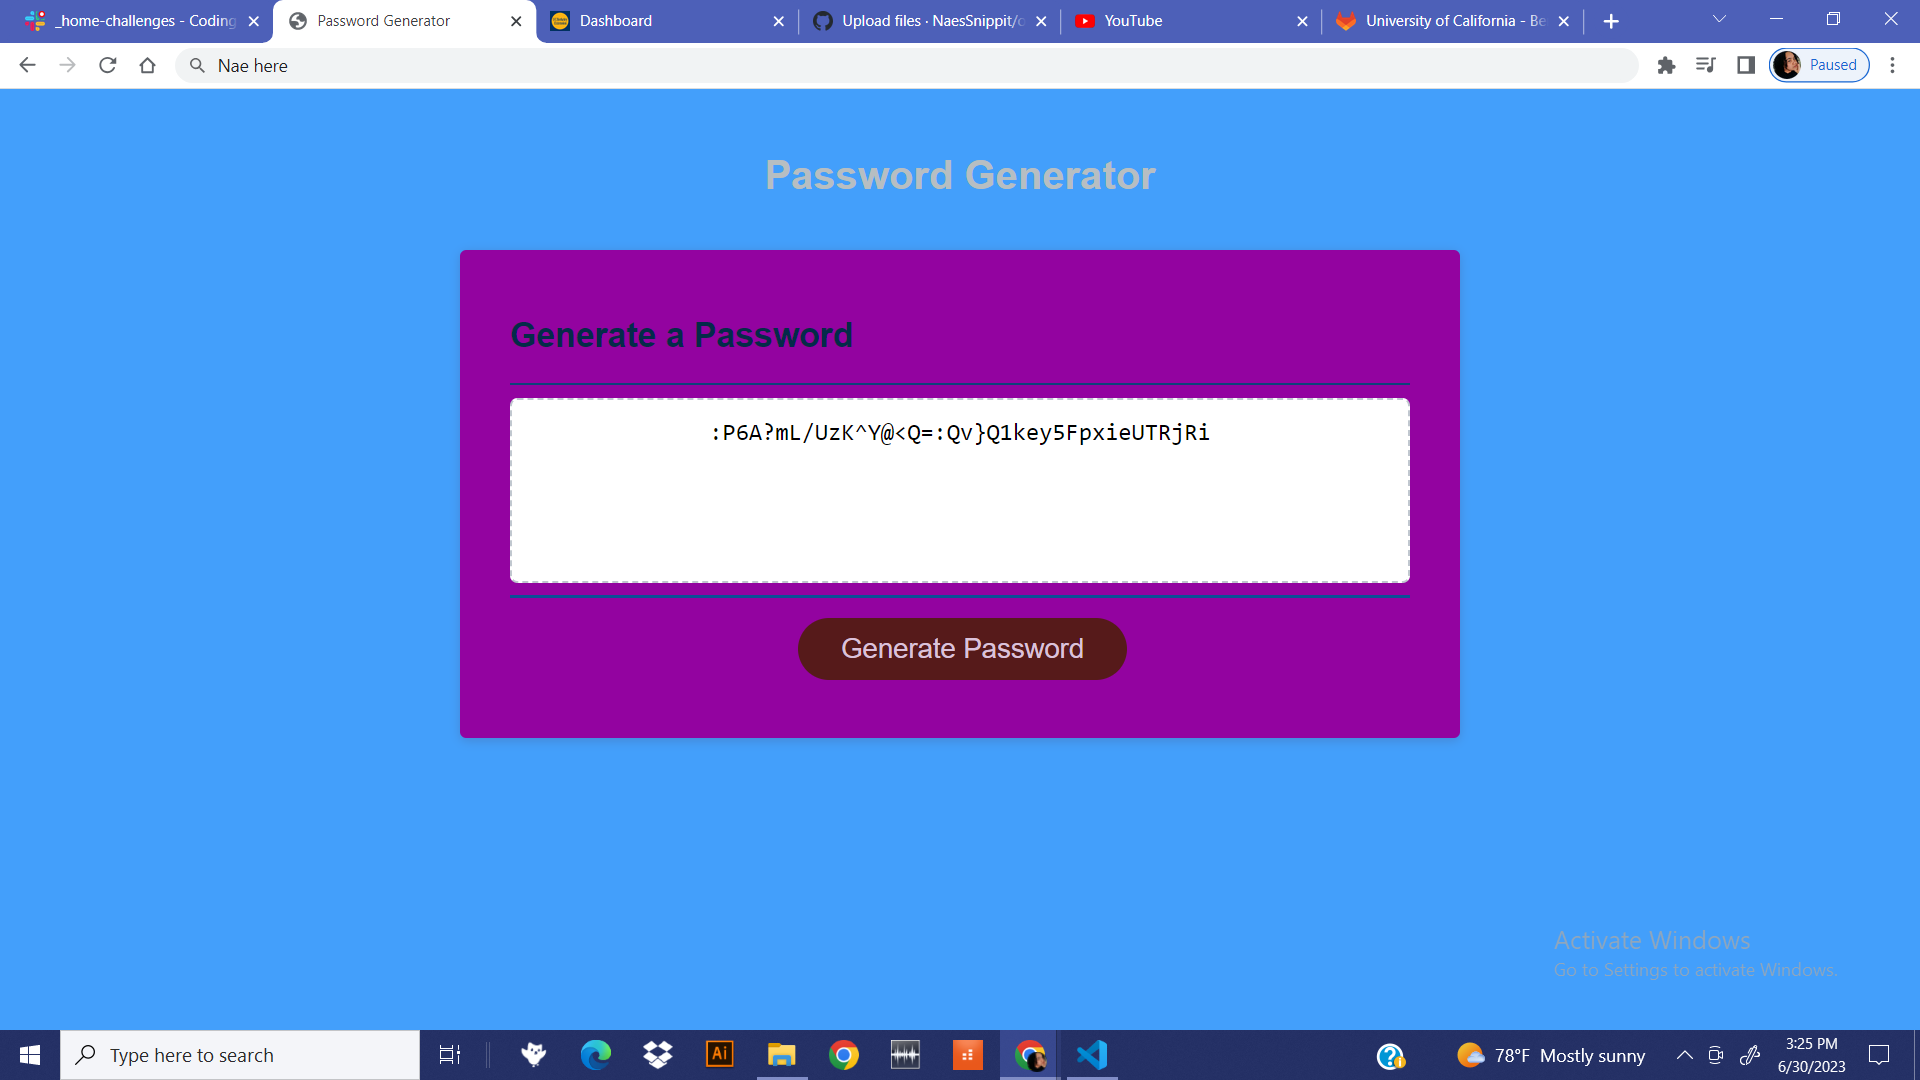 _home-challenges - Coding
Password Generator
Dashboard
Upload files · NaesSnippit/o
YouTube
University of California - Be
Nae here
Paused
Password Generator
Generate a Password
:P6A?mL/UzK^Y@<Q=:Qv}Q1key5FpxieUTRjRi
Generate Password
Activate Windows
Go to Settings to activate Windows.
Type here to search
Ai
78°F Mostly sunny
3:25 PM
6/30/2023